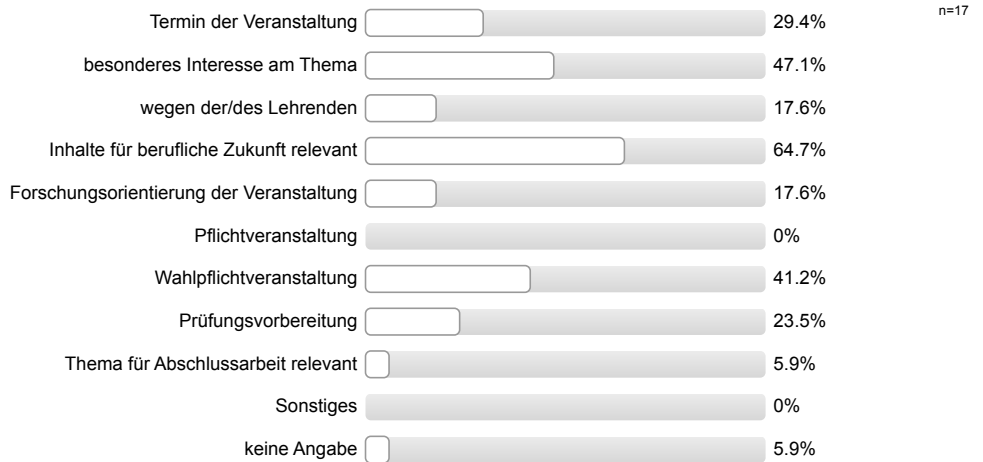 n=17
Termin der Veranstaltung 29.4%
besonderes Interesse am Thema 47.1%
wegen der/des Lehrenden 17.6%
Inhalte für berufliche Zukunft relevant 64.7%
Forschungsorientierung der Veranstaltung 17.6%
Pflichtveranstaltung 0%
Wahlpflichtveranstaltung 41.2%
Prüfungsvorbereitung 23.5%
Thema für Abschlussarbeit relevant 5.9%
Sonstiges 0%
keine Angabe 5.9%